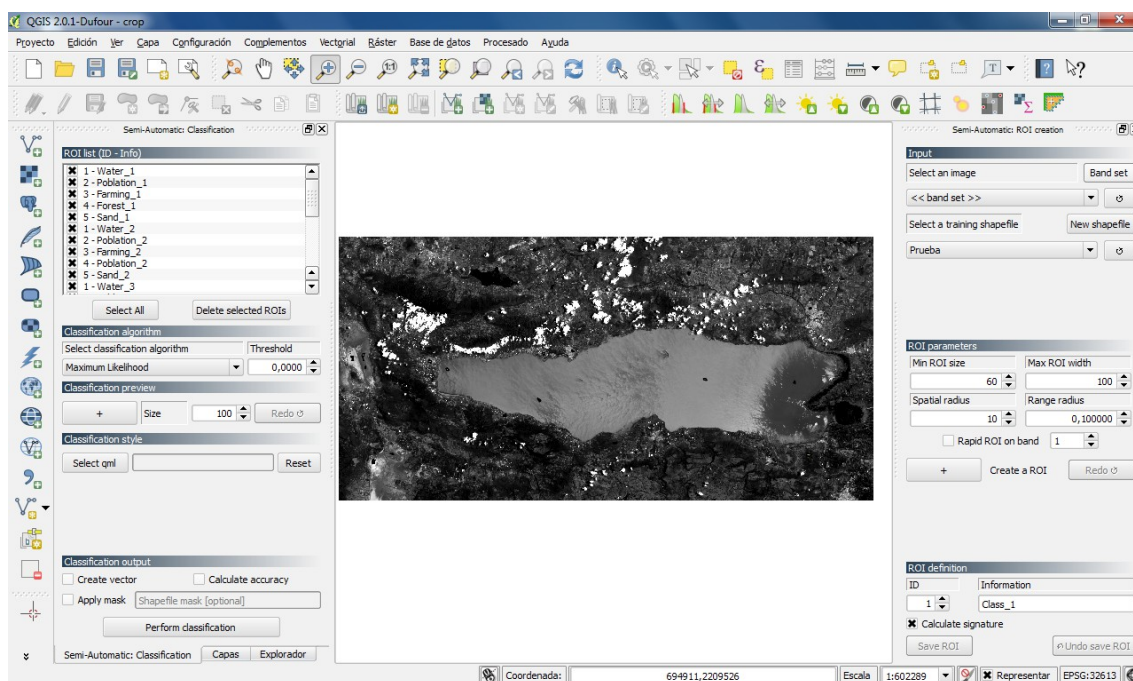 QGIS 2.0.1-Dufour - crop
Proyecto Edición Ver Capa Configuración Complementos Vectorial Ráster Base de datos Procesado Ayuda
Semi-Automatic: Classification
ROI list (ID - Info)
1 - Water_1
2 - Poblation_1
3 - Farming_1
4 - Forest_1
5 - Sand_1
1 - Water_2
2 - Poblation_2
3 - Farming_2
4 - Poblation_2
5 - Sand_2
1 - Water_3
Select All Delete selected ROIs
Classification algorithm
Select classification algorithm Threshold
Maximum Likelihood 0,0000
Classification preview
+ Size 100 Redo ↺
Classification style
Select qml Reset
Classification output
Create vector Calculate accuracy
Apply mask Shapefile mask [optional]
Perform classification
Semi-Automatic: Classification Capas Explorador
Semi-Automatic: ROI creation
Input
Select an image Band set
<< band set >> ↺
Select a training shapefile New shapefile
Prueba ↺
ROI parameters
Min ROI size Max ROI width
60 100
Spatial radius Range radius
10 0,100000
Rapid ROI on band 1
+ Create a ROI Redo ↺
ROI definition
ID Information
1 Class_1
Calculate signature
Save ROI Undo save ROI
Coordenada: 694911,2209526 Escala 1:602289 Representar EPSG:32613